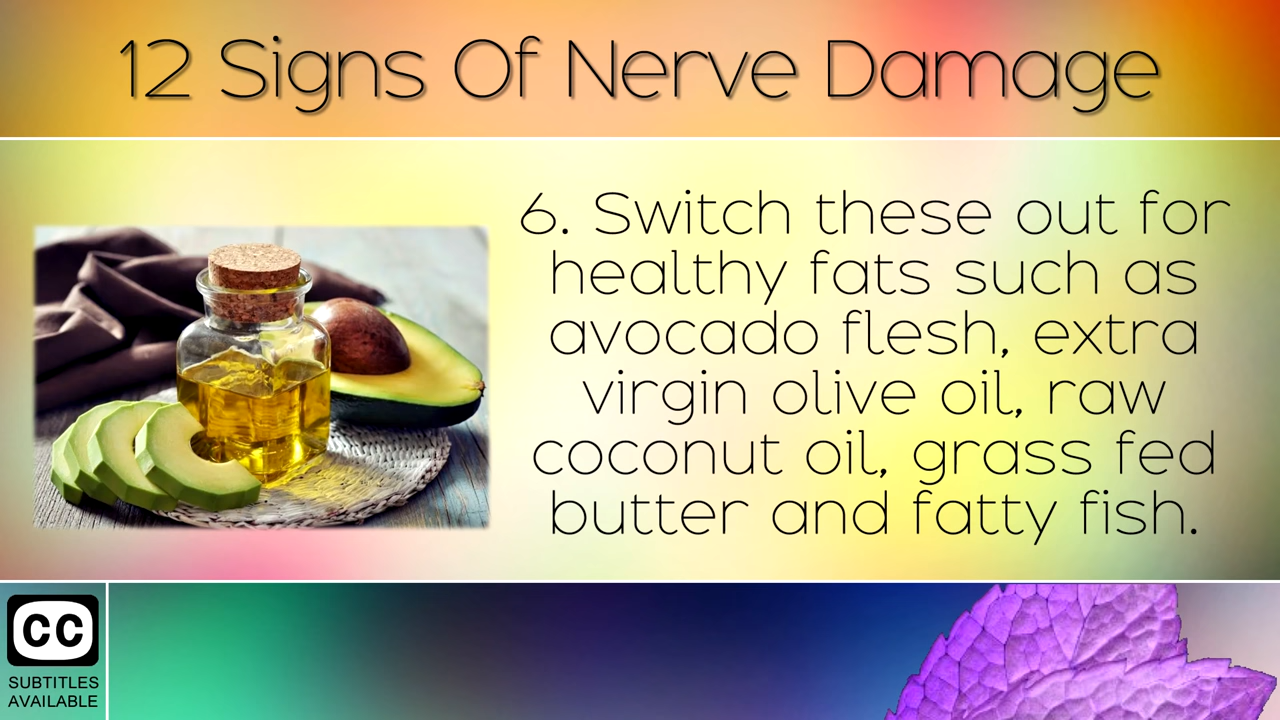 12 Signs Of Nerve Damage
6. Switch these out for
healthy fats such as
avocado flesh, extra
virgin olive oil, raw
coconut oil, grass fed
butter and fatty fish.
CC
SUBTITLES
AVAILABLE